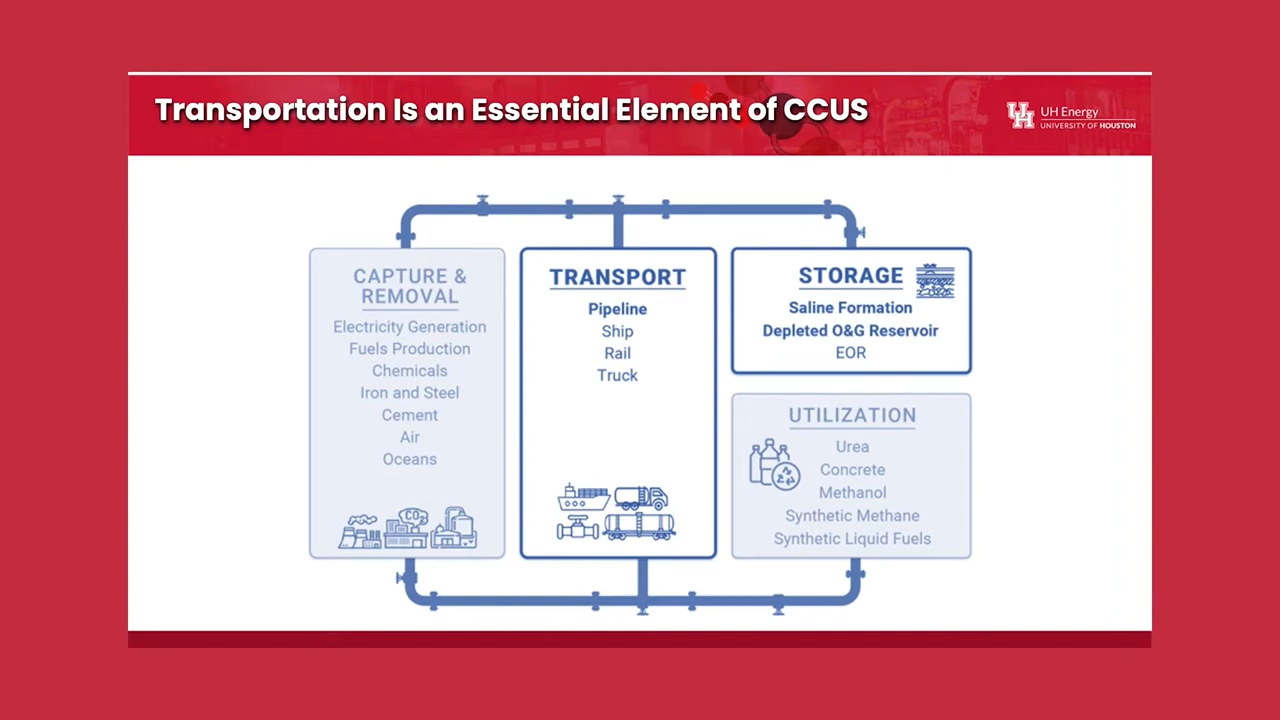 Transportation Is an Essential Element of CCUS
UH Energy
UNIVERSITY OF HOUSTON
CAPTURE &
REMOVAL
Electricity Generation
Fuels Production
Chemicals
Iron and Steel
Cement
Air
Oceans
CO2
TRANSPORT
Pipeline
Ship
Rail
Truck
STORAGE
Saline Formation
Depleted O&G Reservoir
EOR
UTILIZATION
Urea
Concrete
Methanol
Synthetic Methane
Synthetic Liquid Fuels